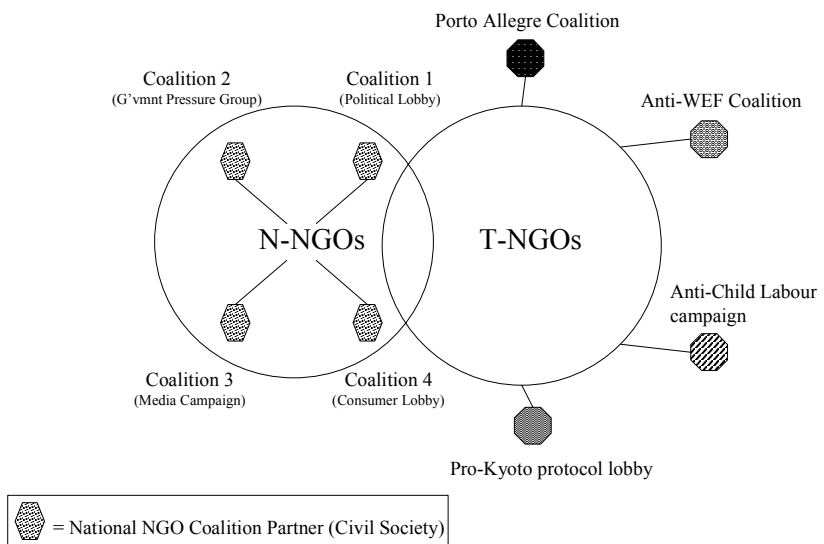 Porto Allegre Coalition
Coalition 2
(G'vmnt Pressure Group)
Coalition 1
(Political Lobby)
Anti-WEF Coalition
N-NGOs
T-NGOs
Anti-Child Labour
campaign
Coalition 3
(Media Campaign)
Coalition 4
(Consumer Lobby)
Pro-Kyoto protocol lobby
= National NGO Coalition Partner (Civil Society)